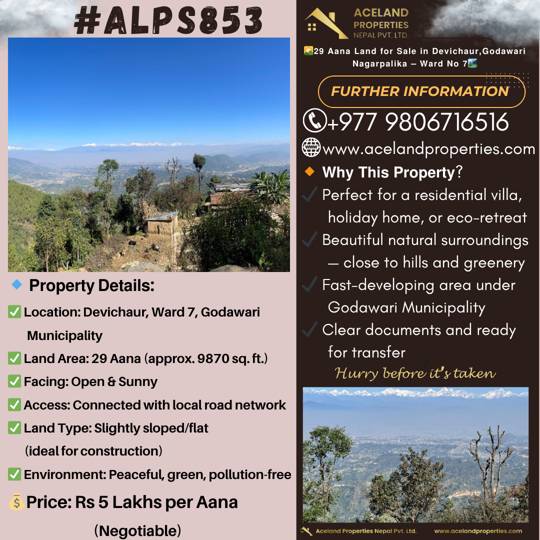 #ALPS853
🔹 Property Details:
✅ Location: Devichaur, Ward 7, Godawari
Municipality
✅ Land Area: 29 Aana (approx. 9870 sq. ft.)
✅ Facing: Open & Sunny
✅ Access: Connected with local road network
✅ Land Type: Slightly sloped/flat
(ideal for construction)
✅ Environment: Peaceful, green, pollution-free
💰Price: Rs 5 Lakhs per Aana
(Negotiable)
ACELAND
PROPERTIES
NEPAL PVT. LTD.
🏞️29 Aana Land for Sale in Devichaur,Godawari
Nagarpalika – Ward No 7🏞️
FURTHER INFORMATION
+977 9806716516
www.acelandproperties.com
🔸 Why This Property?
✔️ Perfect for a residential villa,
holiday home, or eco-retreat
✔️ Beautiful natural surroundings
— close to hills and greenery
✔️ Fast-developing area under
Godawari Municipality
✔️ Clear documents and ready
for transfer
Hurry before it's taken
Aceland Properties Nepal Pvt. Ltd.
www.acelandproperties.com